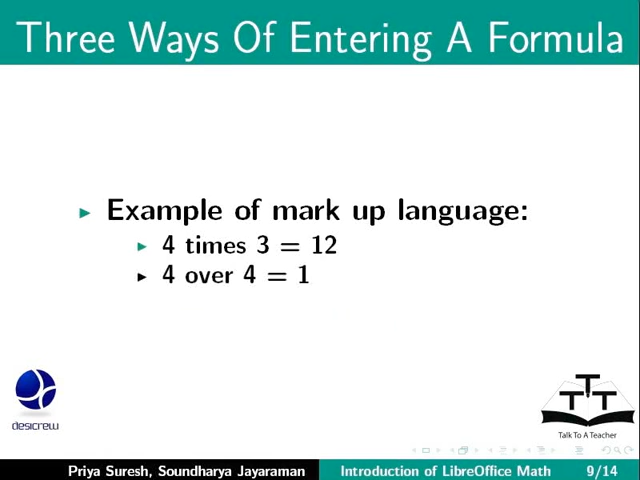 Three Ways Of Entering A Formula
Example of mark up language:
4 times 3 = 12
4 over 4 = 1
desicrew
T T T
Talk To A Teacher
Priya Suresh, Soundharya Jayaraman Introduction of LibreOffice Math 9/14